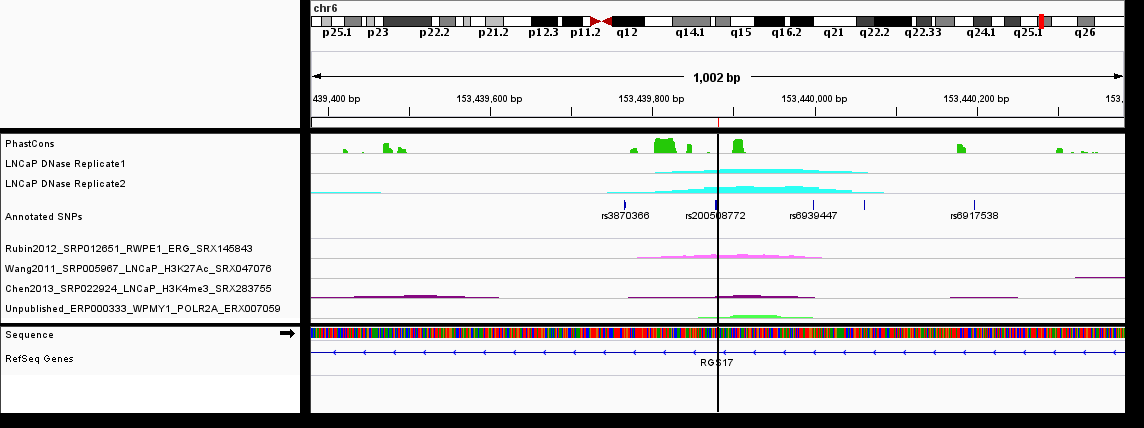 chr6
p25.1 p23 p22.2 p21.2 p12.3 p11.2 q12 q14.1 q15 q16.2 q21 q22.2 q22.33 q24.1 q25.1 q26
1,002 bp
439,400 bp 153,439,600 bp 153,439,800 bp 153,440,000 bp 153,440,200 bp 153,
PhastCons
LNCaP DNase Replicate1
LNCaP DNase Replicate2
Annotated SNPs
rs3870366 rs200508772 rs6939447 rs6917538
Rubin2012_SRP012651_RWPE1_ERG_SRX145843
Wang2011_SRP005967_LNCaP_H3K27Ac_SRX047076
Chen2013_SRP022924_LNCaP_H3K4me3_SRX283755
Unpublished_ERP000333_WPMY1_POLR2A_ERX007059
Sequence
RefSeq Genes
RGS17